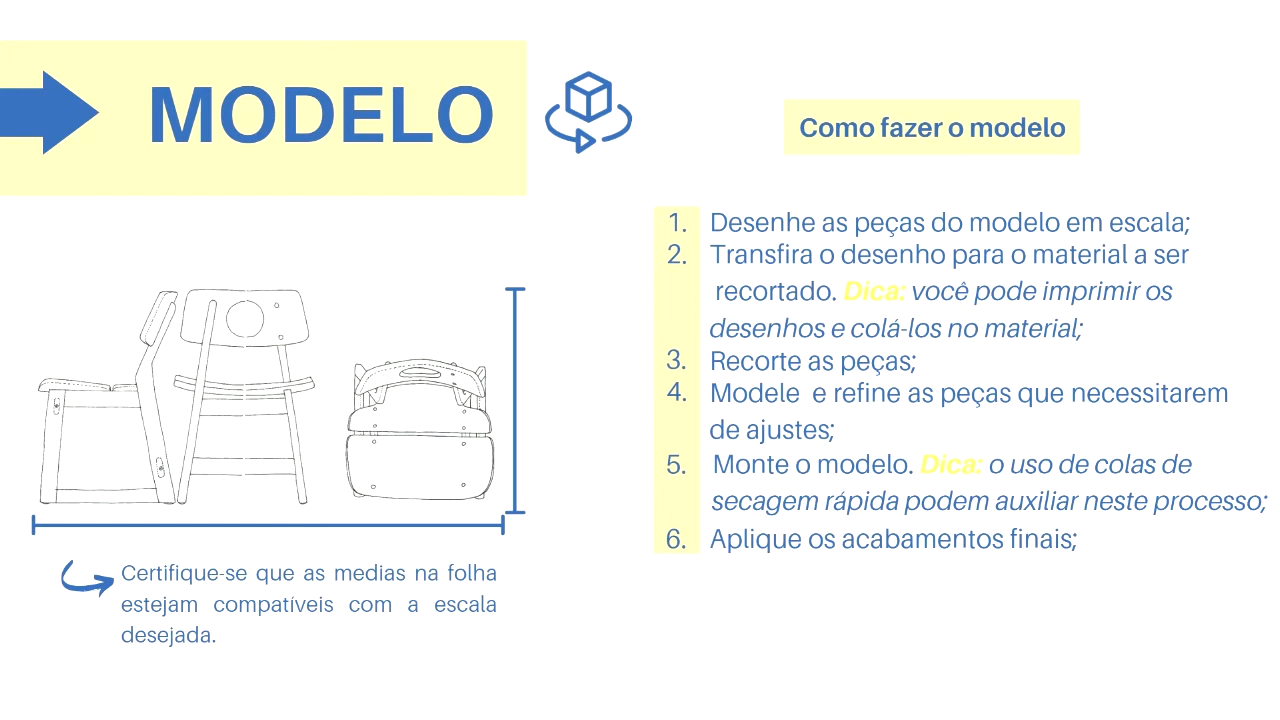 MODELO
Como fazer o modelo
1. Desenhe as peças do modelo em escala;
2. Transfira o desenho para o material a ser
recortado. Dica: você pode imprimir os
desenhos e colá-los no material;
3. Recorte as peças;
4. Modele e refine as peças que necessitarem
de ajustes;
5. Monte o modelo. Dica: o uso de colas de
secagem rápida podem auxiliar neste processo;
6. Aplique os acabamentos finais;
Certifique-se que as medias na folha
estejam compatíveis com a escala
desejada.